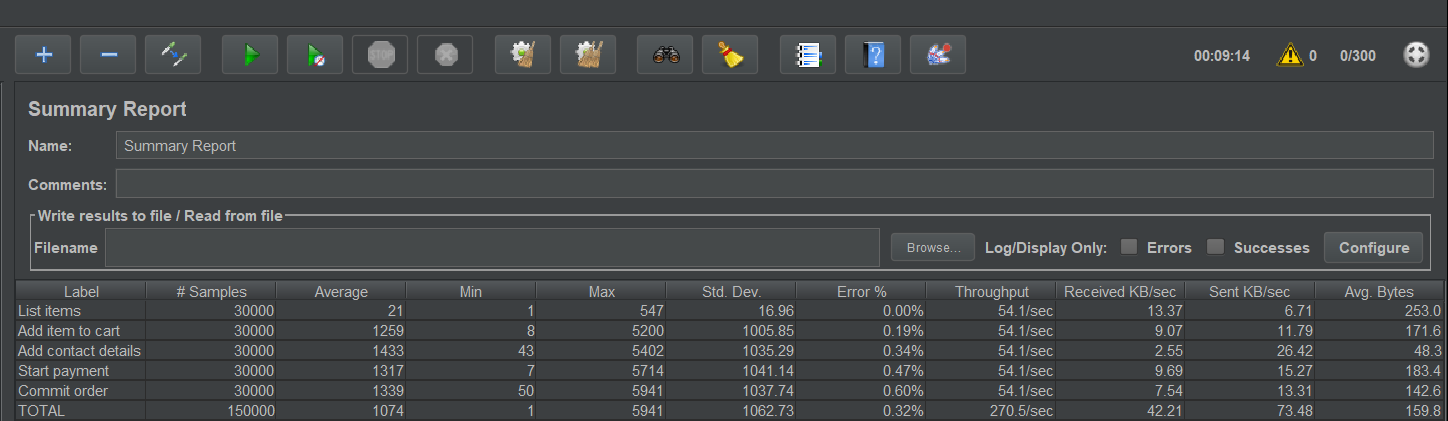 STOP 00:09:14 0 0/300
Summary Report
Name: Summary Report
Comments:
Write results to file / Read from file
Filename Browse... Log/Display Only: Errors Successes Configure
Label # Samples Average Min Max Std. Dev. Error % Throughput Received KB/sec Sent KB/sec Avg. Bytes
List items 30000 21 1 547 16.96 0.00% 54.1/sec 13.37 6.71 253.0
Add item to cart 30000 1259 8 5200 1005.85 0.19% 54.1/sec 9.07 11.79 171.6
Add contact details 30000 1433 43 5402 1035.29 0.34% 54.1/sec 2.55 26.42 48.3
Start payment 30000 1317 7 5714 1041.14 0.47% 54.1/sec 9.69 15.27 183.4
Commit order 30000 1339 50 5941 1037.74 0.60% 54.1/sec 7.54 13.31 142.6
TOTAL 150000 1074 1 5941 1062.73 0.32% 270.5/sec 42.21 73.48 159.8